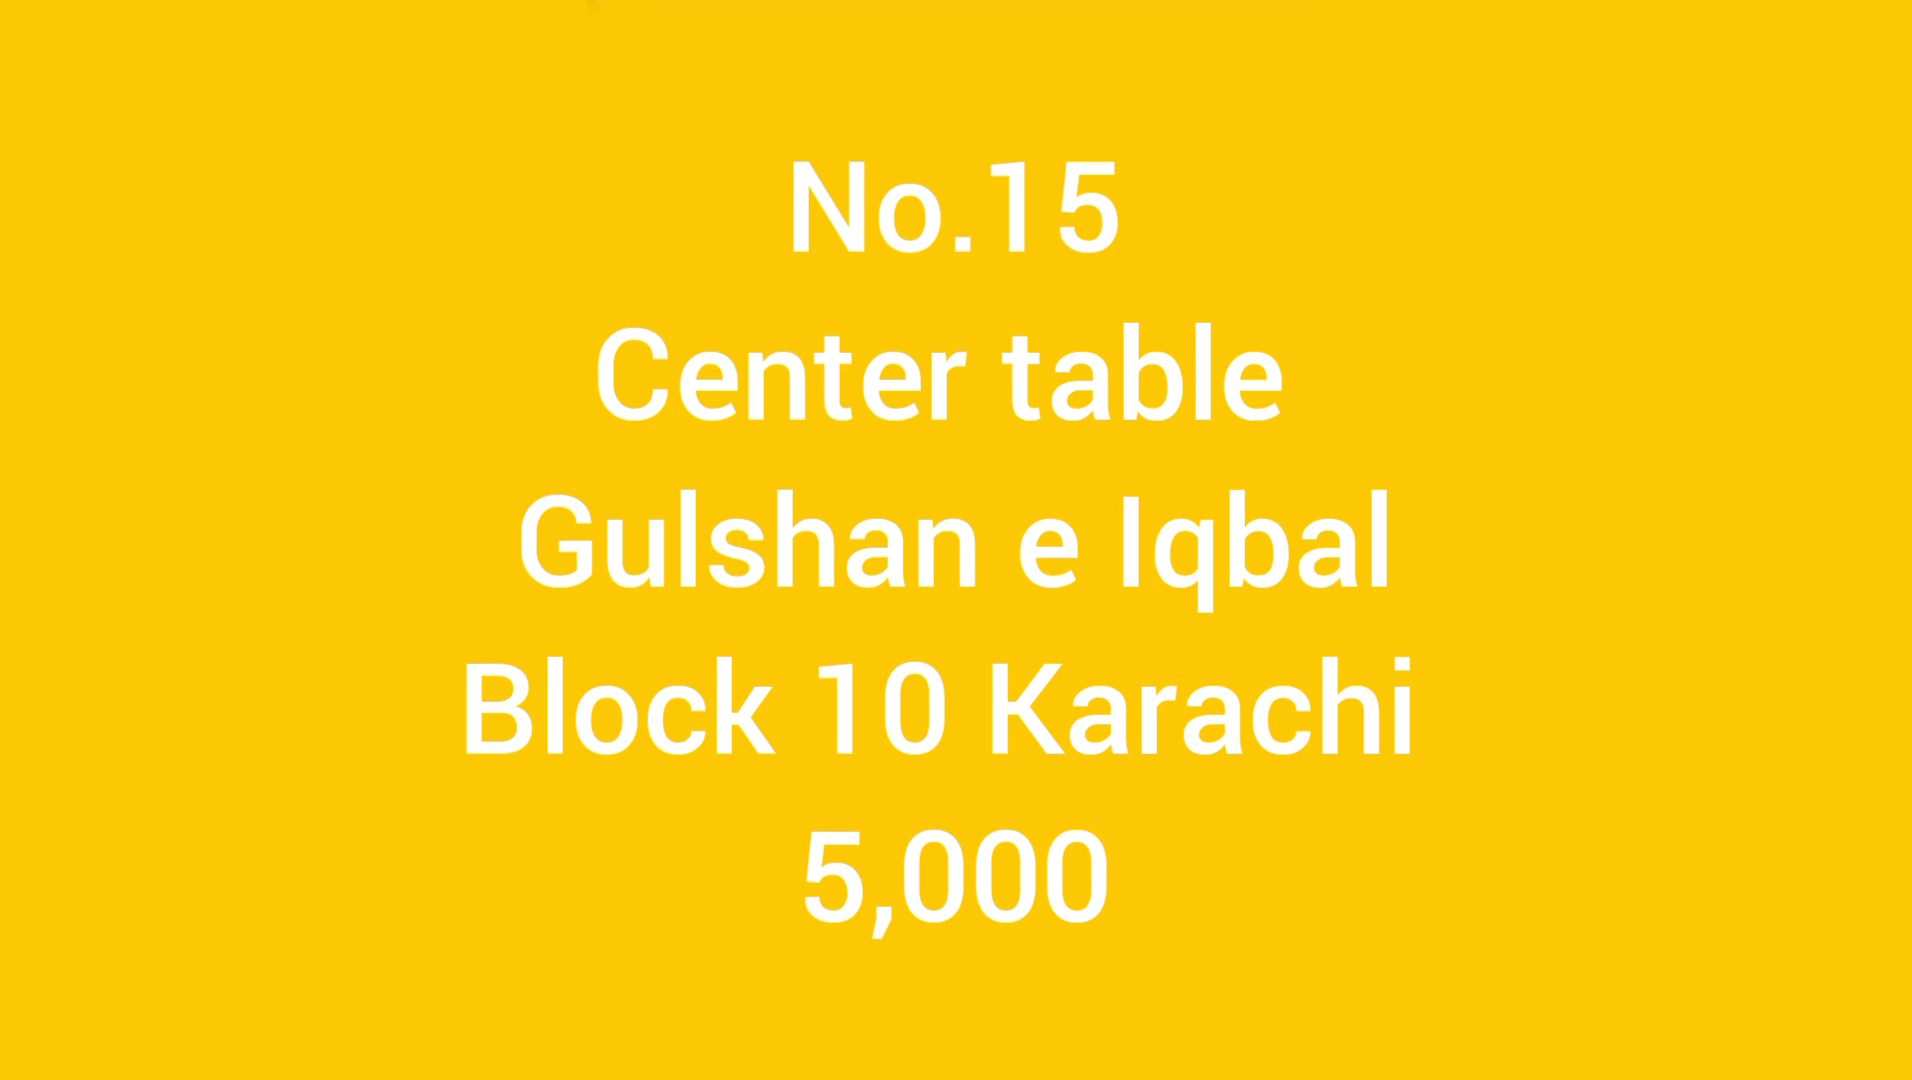 No.15
Center table
Gulshan e Iqbal
Block 10 Karachi
5,000